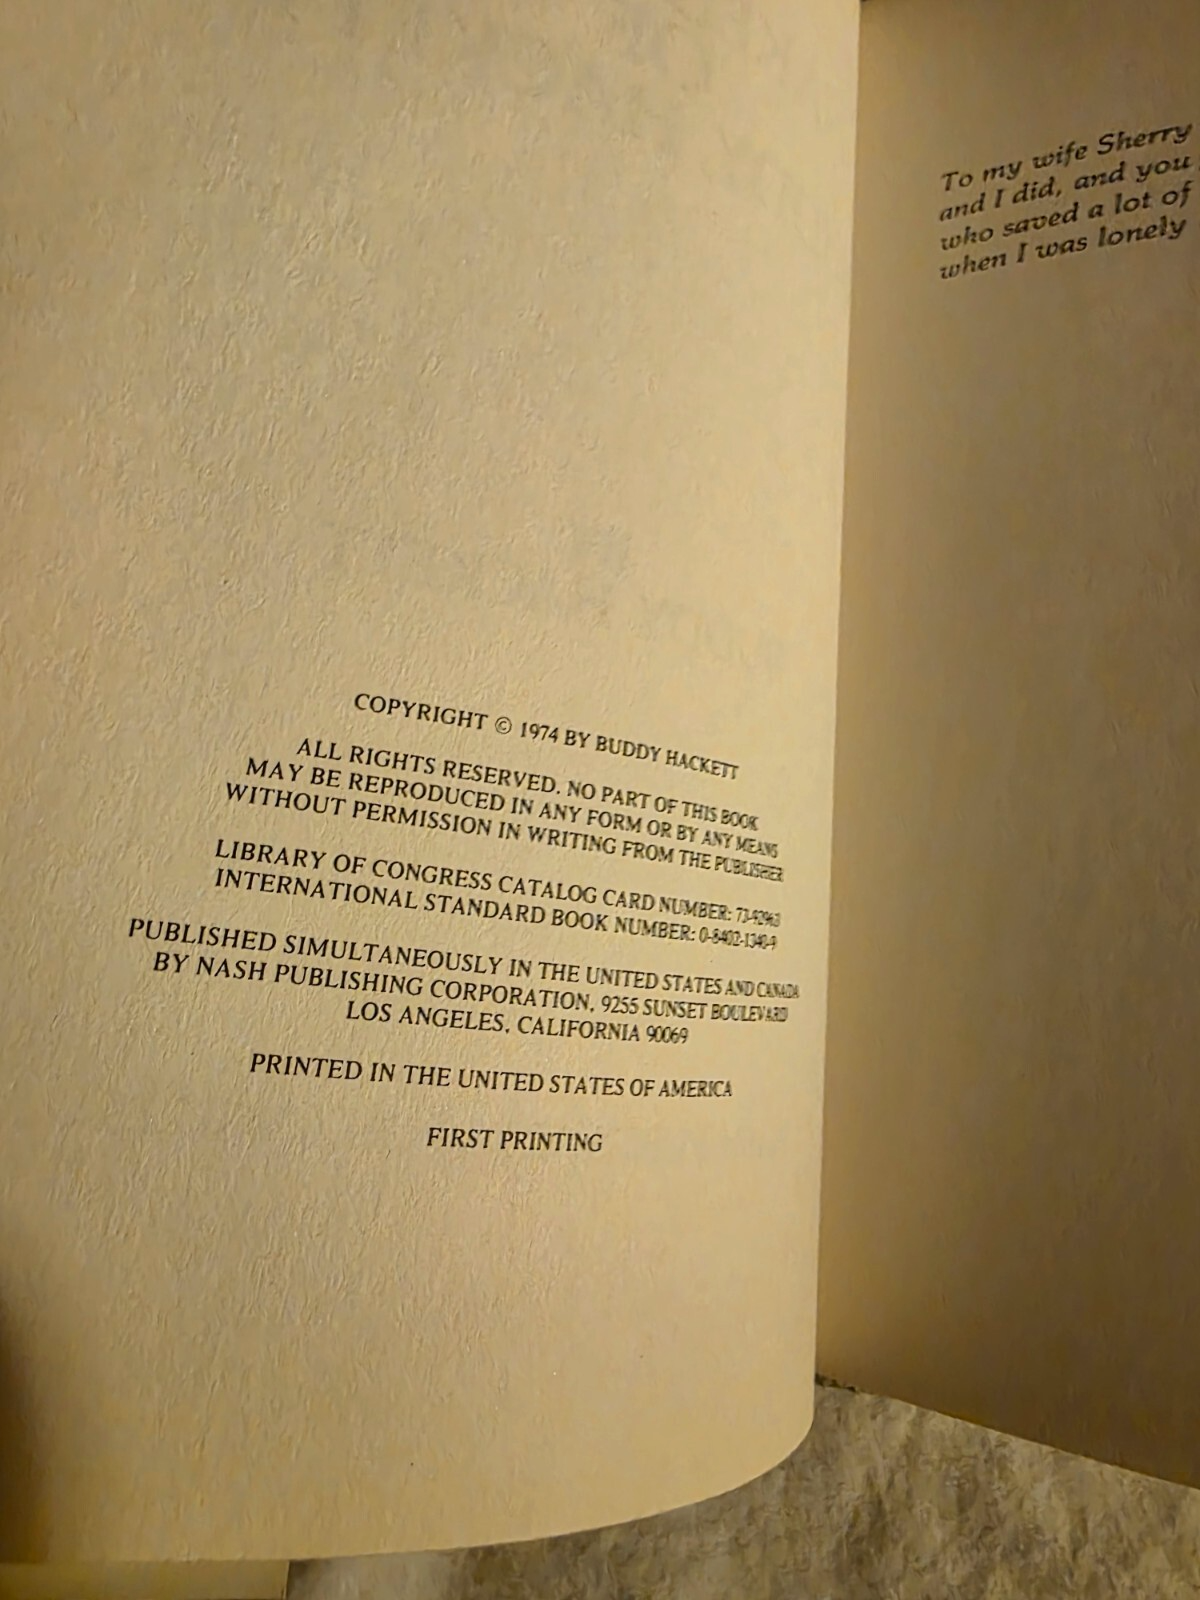 COPYRIGHT © 1974 BY BUDDY HACKETT
ALL RIGHTS RESERVED. NO PART OF THIS BOOK
MAY BE REPRODUCED IN ANY FORM OR BY ANY MEANS
WITHOUT PERMISSION IN WRITING FROM THE PUBLISHER
LIBRARY OF CONGRESS CATALOG CARD NUMBER:
INTERNATIONAL STANDARD BOOK NUMBER: 0-8402-1340-9
PUBLISHED SIMULTANEOUSLY IN THE UNITED STATES AND CANADA
BY NASH PUBLISHING CORPORATION, 9255 SUNSET BOULEVARD
LOS ANGELES, CALIFORNIA 90069
PRINTED IN THE UNITED STATES OF AMERICA
FIRST PRINTING
To my wife Sherry
and I did, and you
who saved a lot of
when I was lonely